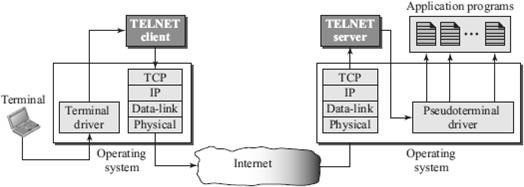 Application programs
TELNET
client
TELNET
server
...
TCP
IP
Data-link
Physical
TCP
IP
Data-link
Physical
Terminal
Terminal
driver
Pseudoterminal
driver
Operating
system
Internet
Operating
system